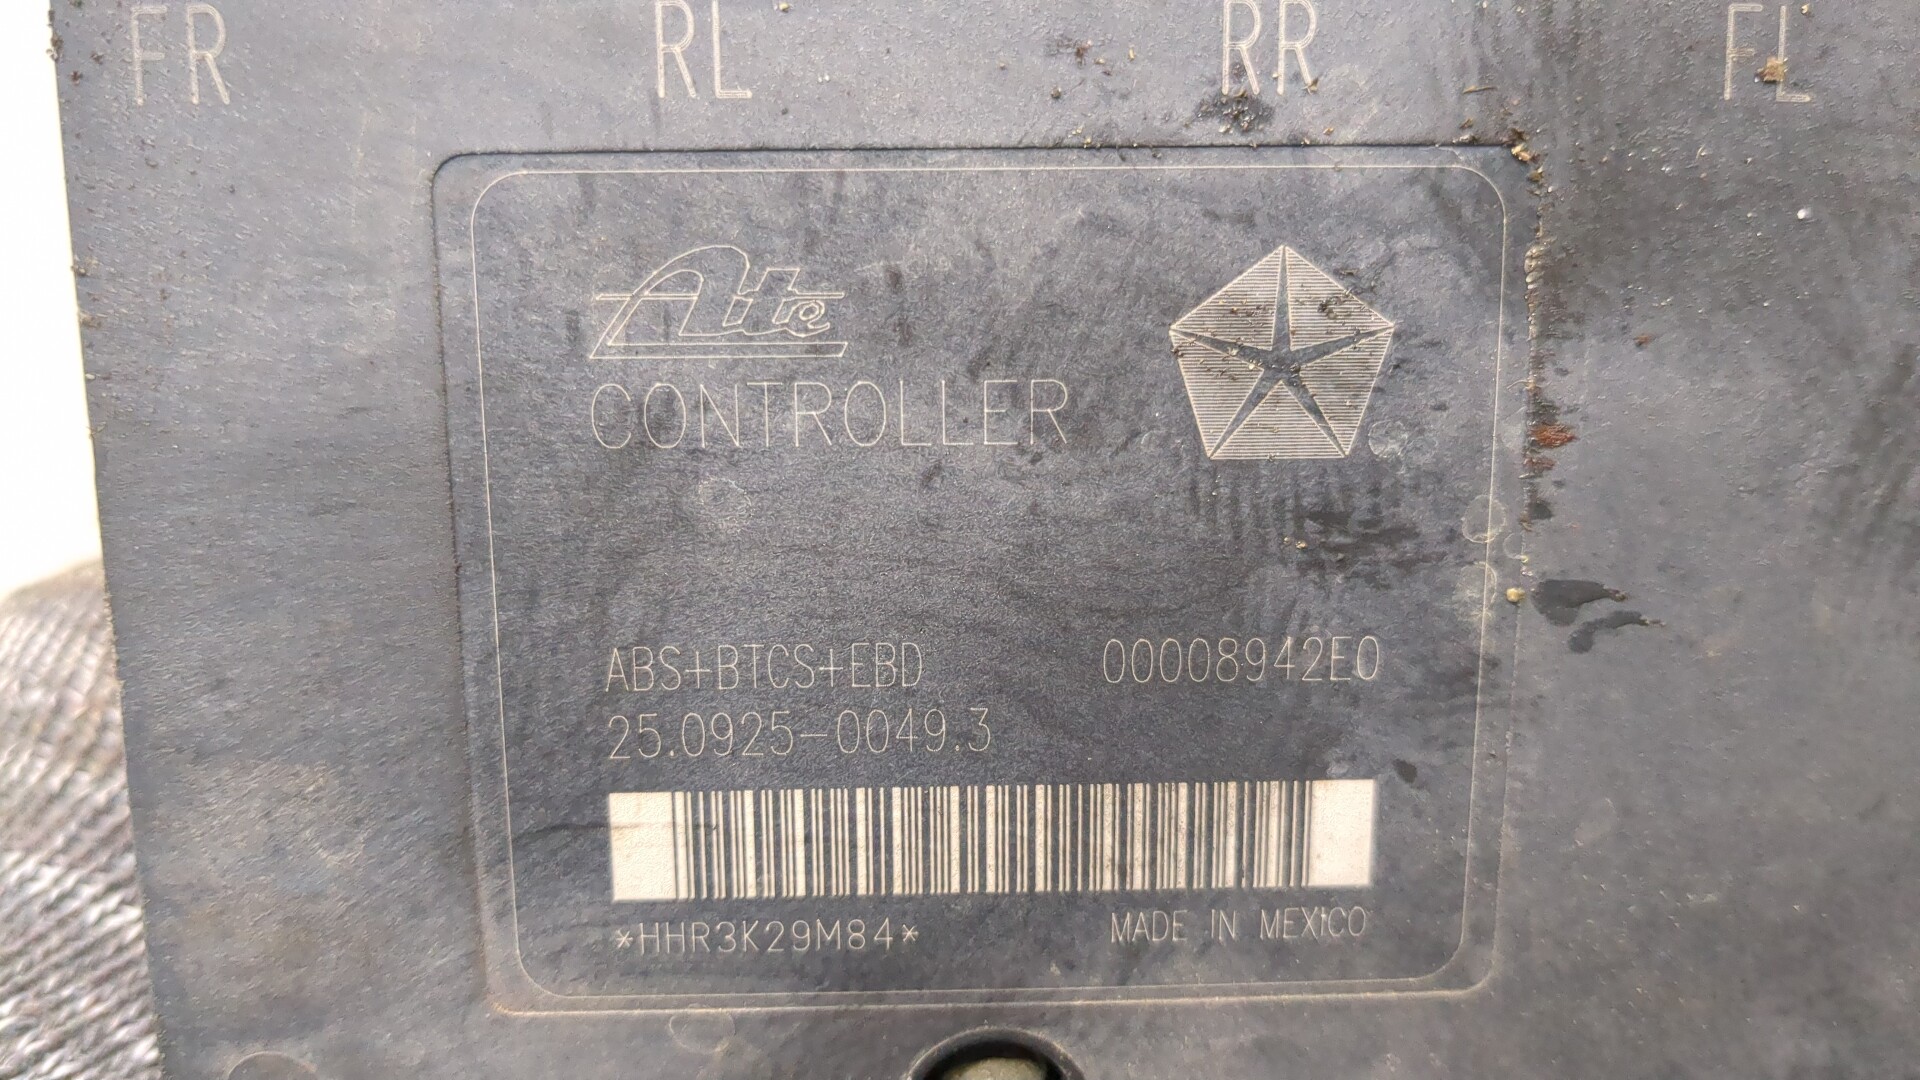 FR RL RR FL
Ate
CONTROLLER
ABS+BTCS+EBD 00008942E0
25.0925-0049.3
*HHR3K29M84* MADE IN MEXICO